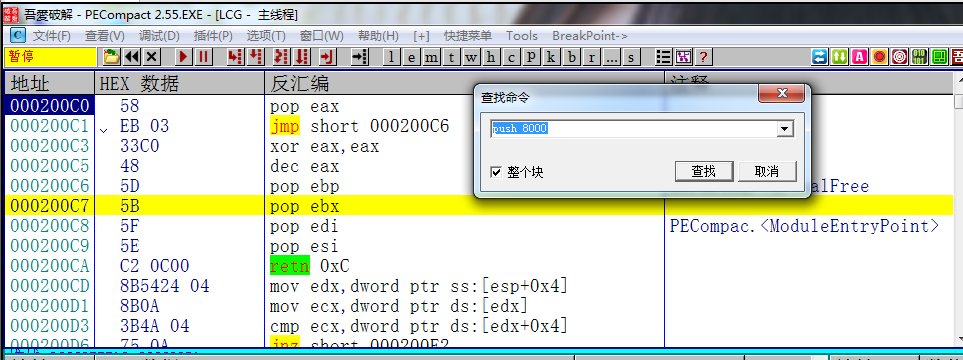 吾爱破解 - PECompact 2.55.EXE - [LCG - 主线程]
C 文件(F) 查看(V) 调试(D) 插件(P) 选项(T) 窗口(W) 帮助(H) [+] 快捷菜单 Tools BreakPoint->
暂停 l e m t w h c p k b r ... s ?
地址 HEX 数据 反汇编 注释
000200C0 58 pop eax
000200C1 EB 03 jmp short 000200C6
000200C3 33C0 xor eax,eax
000200C5 48 dec eax
000200C6 5D pop ebp alFree
000200C7 5B pop ebx
000200C8 5F pop edi PECompac.<ModuleEntryPoint>
000200C9 5E pop esi
000200CA C2 0C00 retn 0xC
000200CD 8B5424 04 mov edx,dword ptr ss:[esp+0x4]
000200D1 8B0A mov ecx,dword ptr ds:[edx]
000200D3 3B4A 04 cmp ecx,dword ptr ds:[edx+0x4]
000200D6 75 0A jnz short 000200E2
查找命令
push 8000
整个块 查找 取消